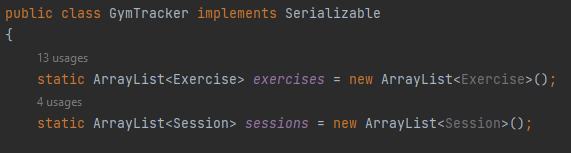 public class GymTracker implements Serializable
{
13 usages
static ArrayList<Exercise> exercises = new ArrayList<Exercise>();
4 usages
static ArrayList<Session> sessions = new ArrayList<Session>();